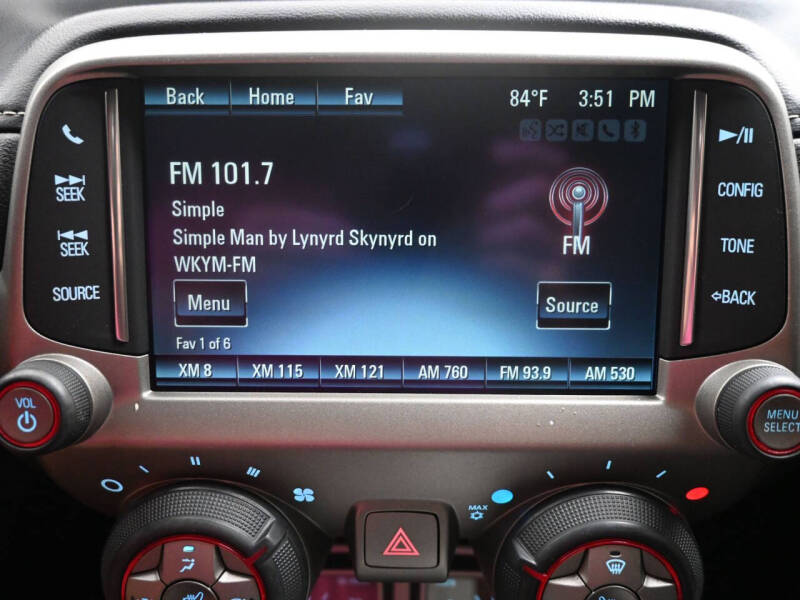 Back Home Fav 84°F 3:51 PM
FM 101.7
Simple
Simple Man by Lynyrd Skynyrd on
WKYM-FM
FM
Menu Source
Fav 1 of 6
XM 8 XM 115 XM 121 AM 760 FM 93.9 AM 530
SEEK
SEEK
SOURCE
CONFIG
TONE
BACK
VOL
MENU
SELECT
MAX